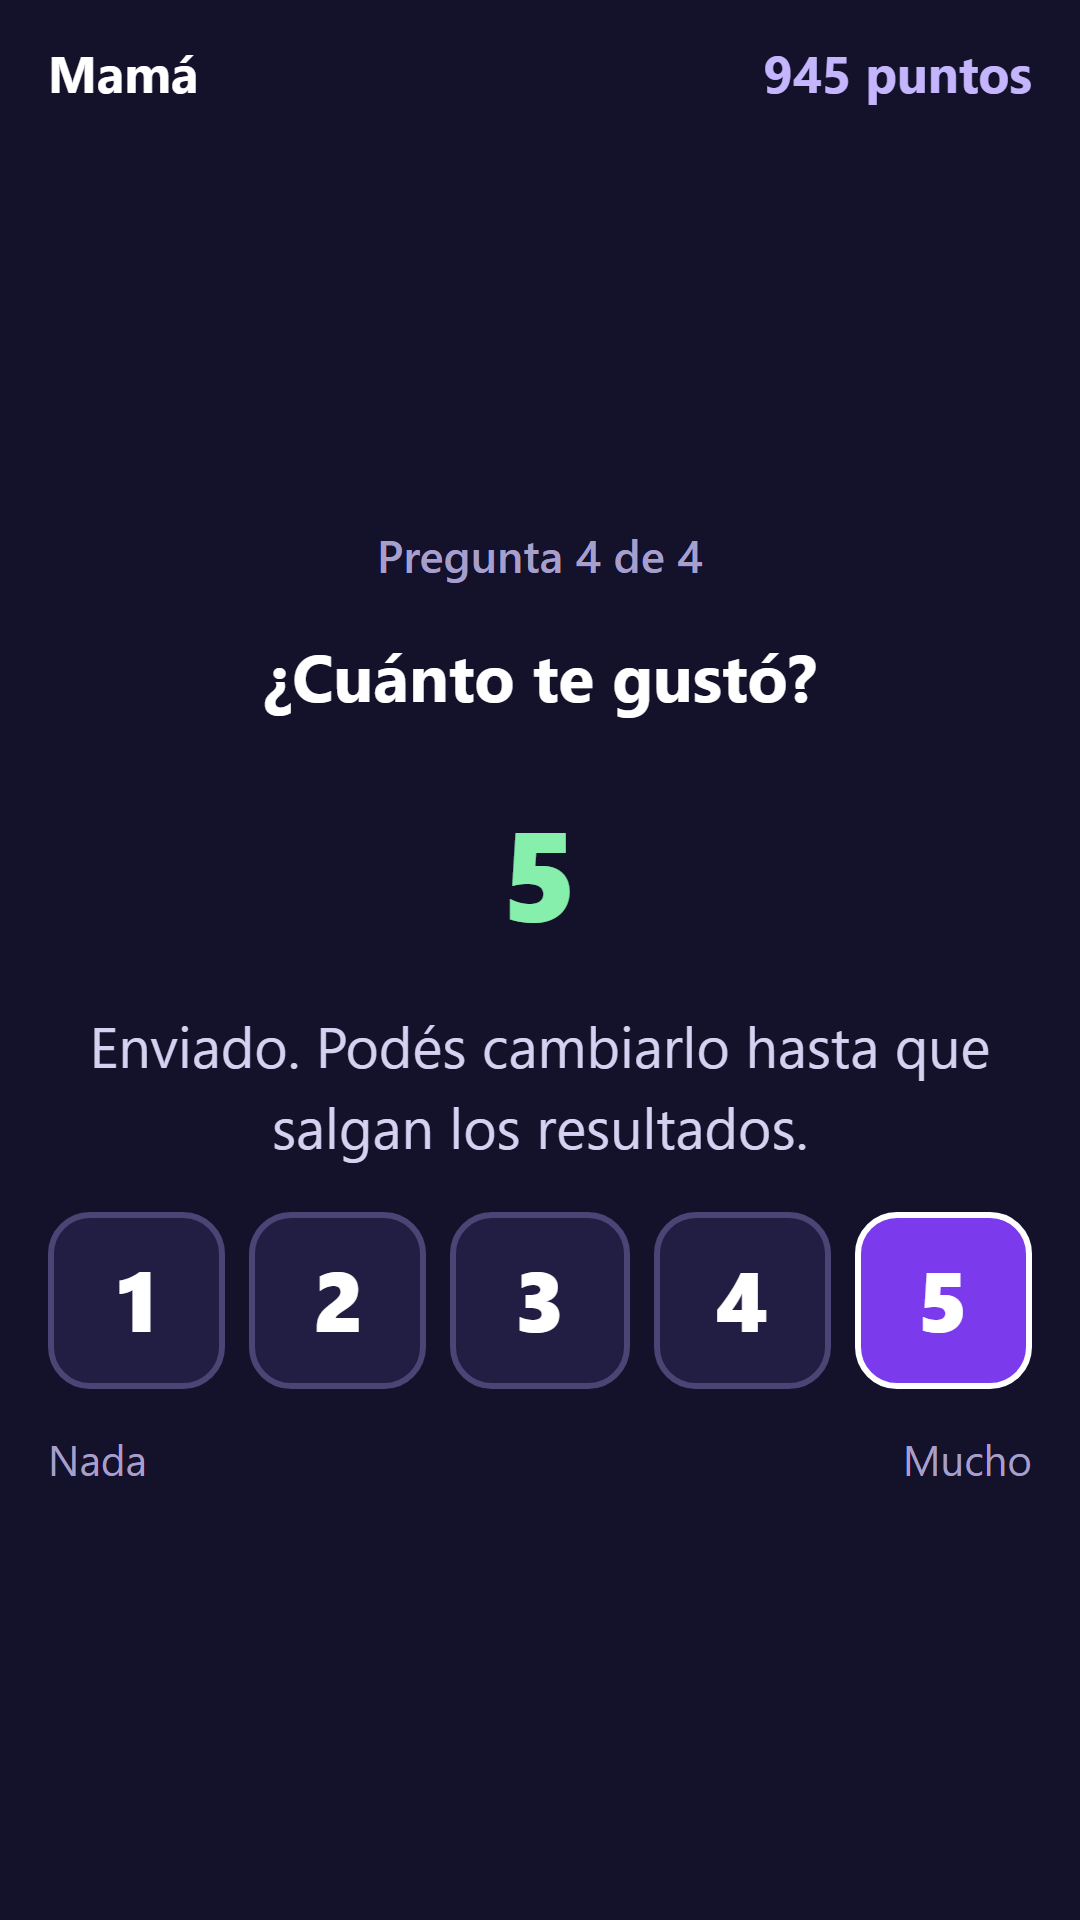 Mamá
945 puntos
Pregunta 4 de 4
¿Cuánto te gustó?
5
Enviado. Podés cambiarlo hasta que
salgan los resultados.
1 2 3 4 5
Nada
Mucho